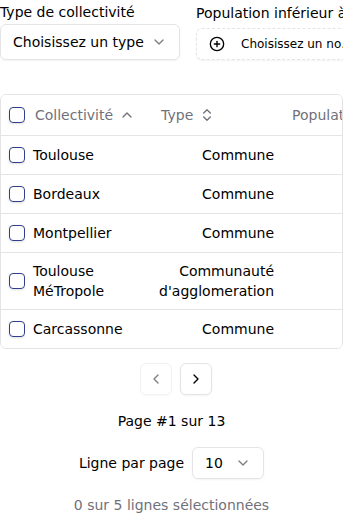 Type de collectivité
Population inférieur à
Choisissez un type
Choisissez un no.
Collectivité
Type
Populat
Toulouse
Commune
Bordeaux
Commune
Montpellier
Commune
Toulouse
MéTropole
Communauté
d'agglomeration
Carcassonne
Commune
Page #1 sur 13
Ligne par page
10
0 sur 5 lignes sélectionnées